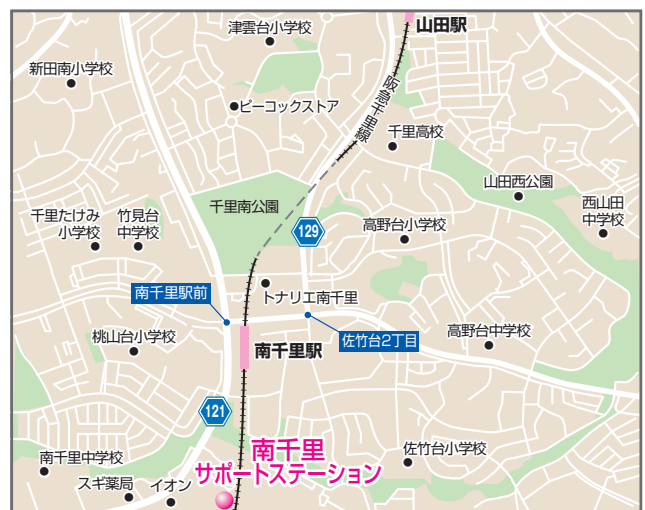 津雲台小学校
山田駅
新田南小学校
ピーコックストア
阪急千里線
千里高校
山田西公園
千里南公園
千里たけみ
小学校
竹見台
中学校
西山田
中学校
129
高野台小学校
南千里駅前
トナリエ南千里
桃山台小学校
南千里駅
佐竹台2丁目
高野台中学校
121
南千里
サポートステーション
佐竹台小学校
南千里中学校
スギ薬局
イオン